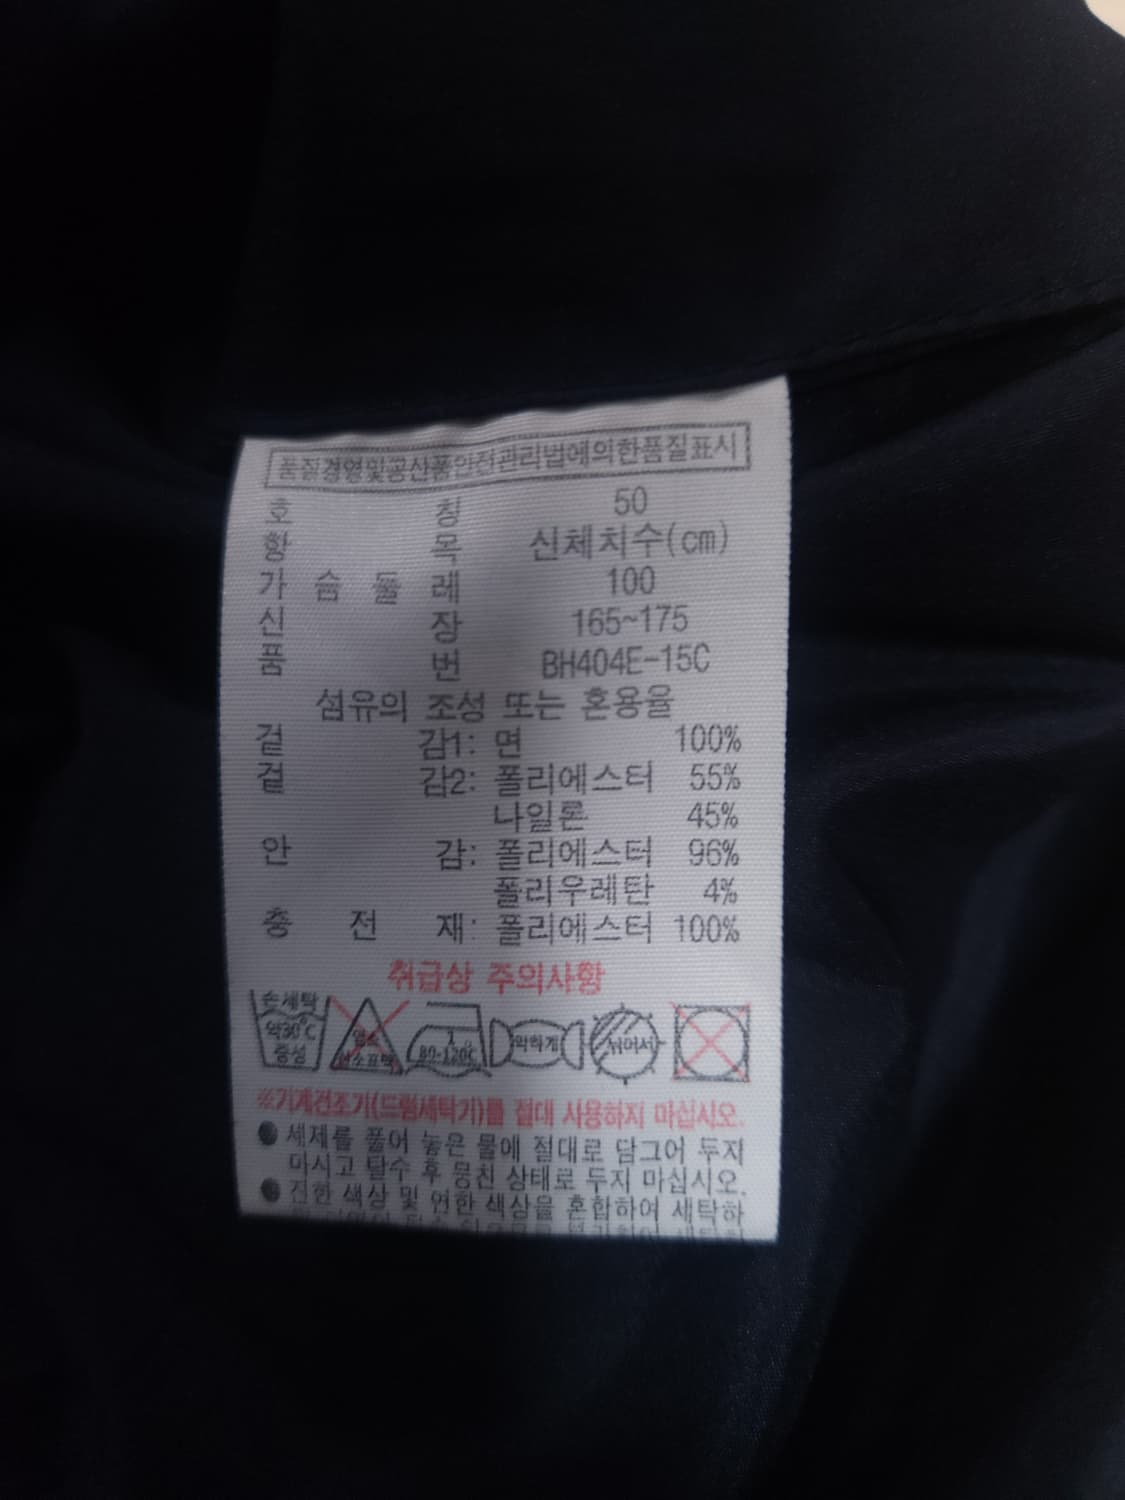 품질경영및공산품안전관리법에의한품질표시
호 칭 50
항 목 신체치수(cm)
가 슴 둘 레 100
신 장 165~175
품 번 BH404E-15C
섬유의 조성 또는 혼용율
겉 감1: 면 100%
겉 감2: 폴리에스터 55%
나일론 45%
안 감: 폴리에스터 96%
폴리우레탄 4%
충 전 재: 폴리에스터 100%
취급상 주의사항
손세탁
약30℃
중성
염소
산소표백
80-120℃
약하게
뉘어서
※기계건조기(드럼세탁기)를 절대 사용하지 마십시오.
● 세제를 풀어 놓은 물에 절대로 담그어 두지
마시고 탈수 후 뭉친 상태로 두지 마십시오.
● 진한 색상 및 연한 색상을 혼합하여 세탁하